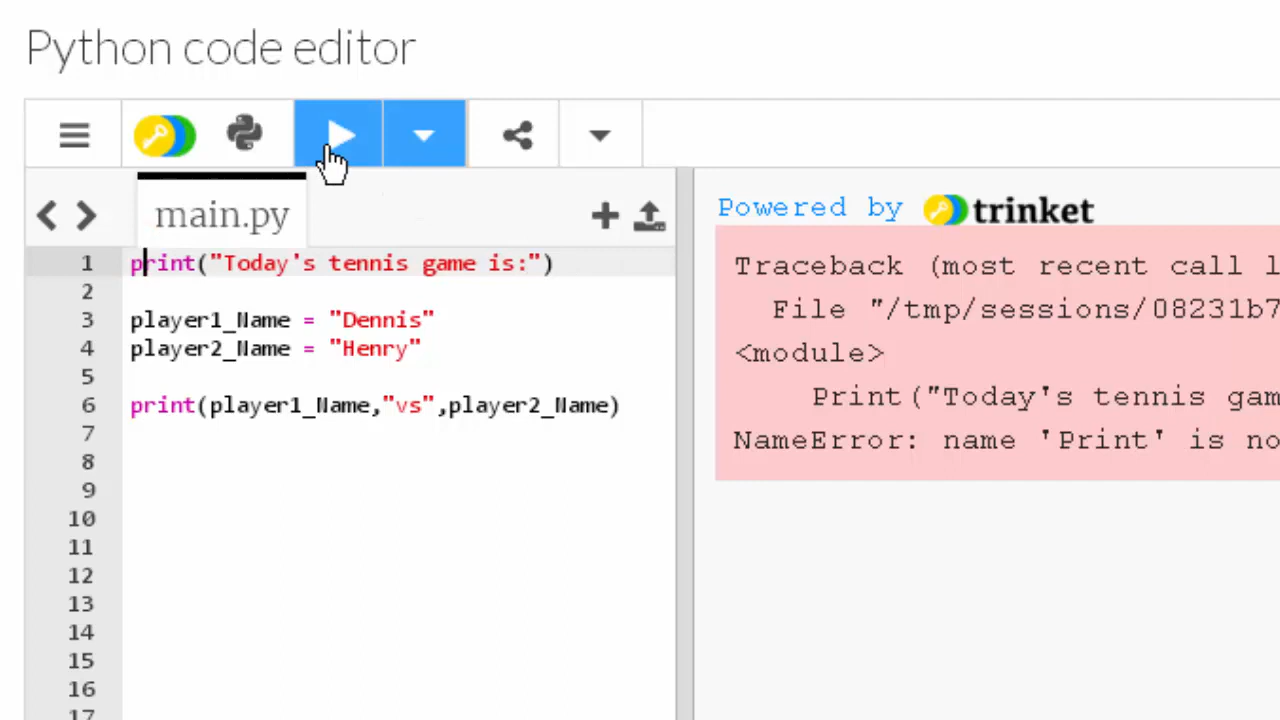 Python code editor
main.py
Powered by trinket
1 print("Today's tennis game is:")
2
3 player1_Name = "Dennis"
4 player2_Name = "Henry"
5
6 print(player1_Name,"vs",player2_Name)
7
8
9
10
11
12
13
14
15
16
17
Traceback (most recent call l
File "/tmp/sessions/08231b7
<module>
Print("Today's tennis gam
NameError: name 'Print' is no